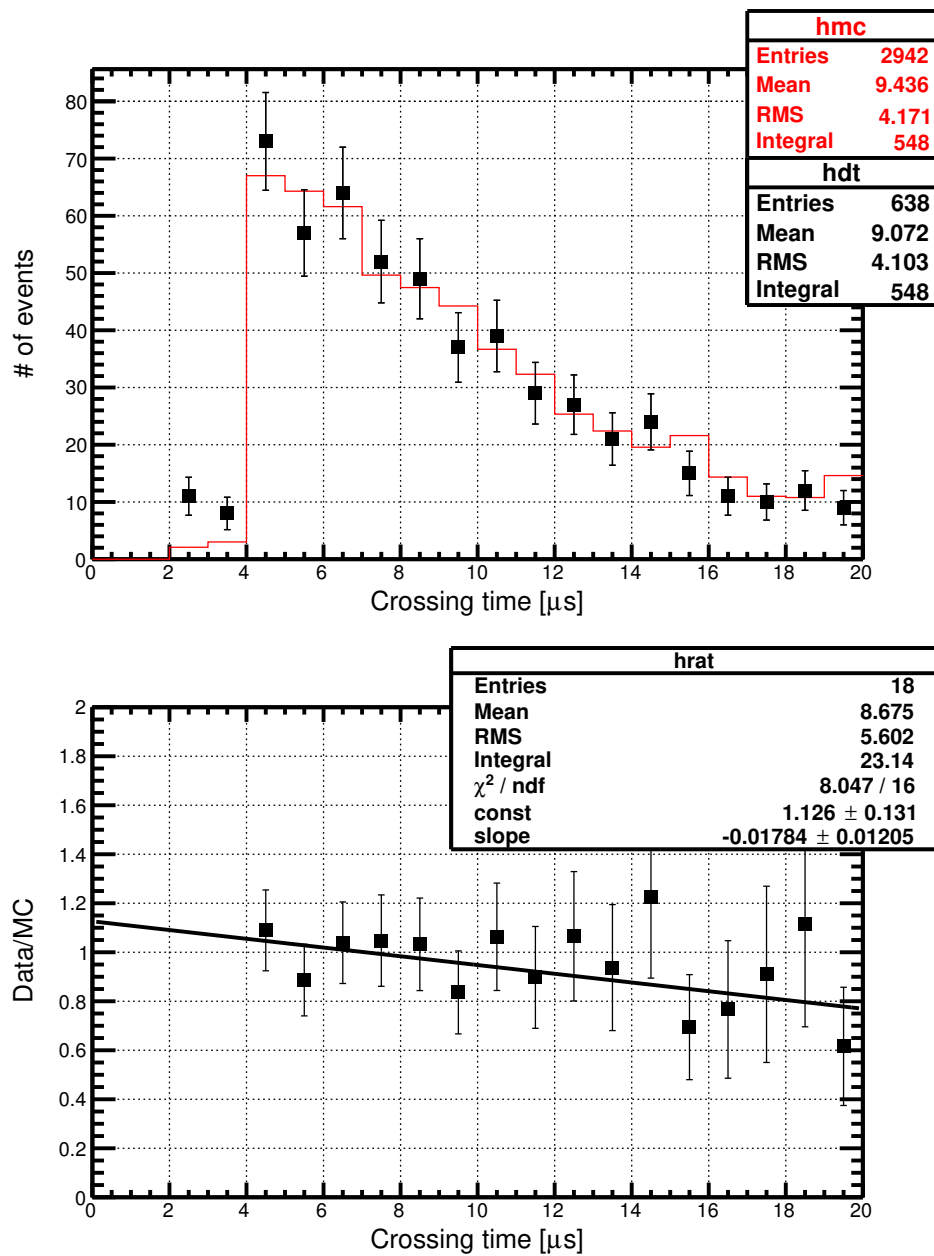 hmc
Entries 2942
Mean 9.436
RMS 4.171
Integral 548
hdt
Entries 638
Mean 9.072
RMS 4.103
Integral 548
# of events
80
70
60
50
40
30
20
10
0
0 2 4 6 8 10 12 14 16 18 20
Crossing time [μs]
hrat
Entries 18
Mean 8.675
RMS 5.602
Integral 23.14
χ² / ndf 8.047 / 16
const 1.126 ± 0.131
slope -0.01784 ± 0.01205
Data/MC
2
1.8
1.6
1.4
1.2
1
0.8
0.6
0.4
0.2
0
0 2 4 6 8 10 12 14 16 18 20
Crossing time [μs]